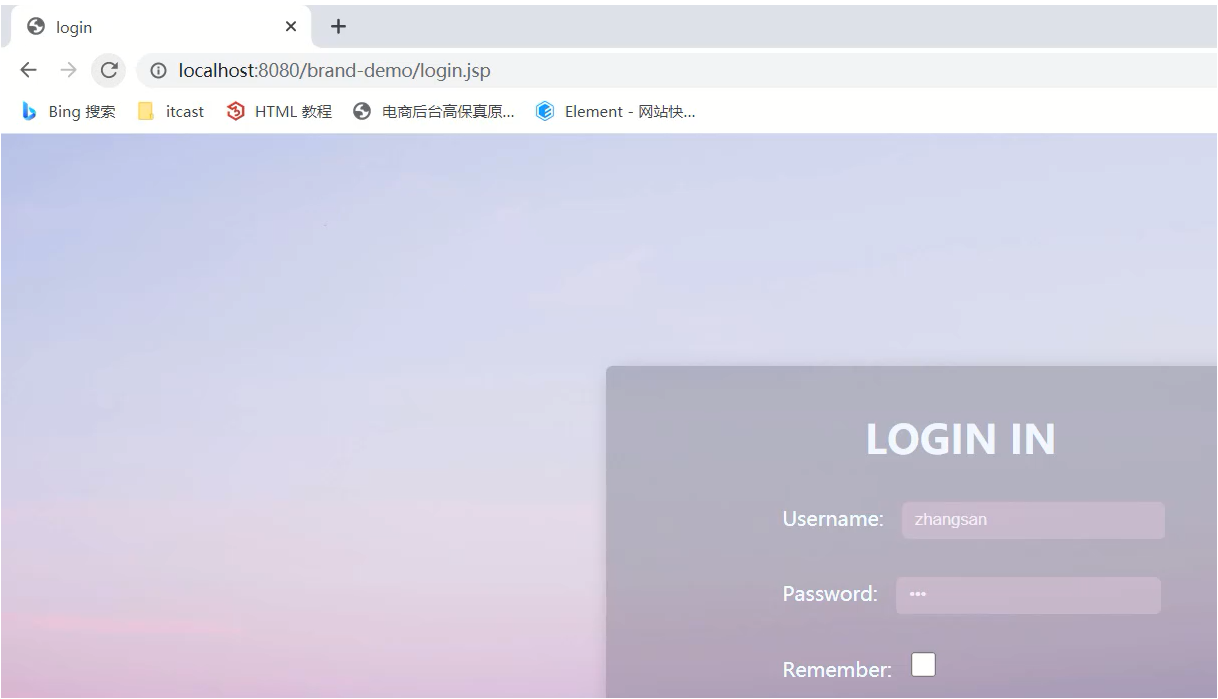 login
localhost:8080/brand-demo/login.jsp
Bing 搜索 itcast HTML 教程 电商后台高保真原... Element - 网站快...
LOGIN IN
Username: zhangsan
Password: •••
Remember: